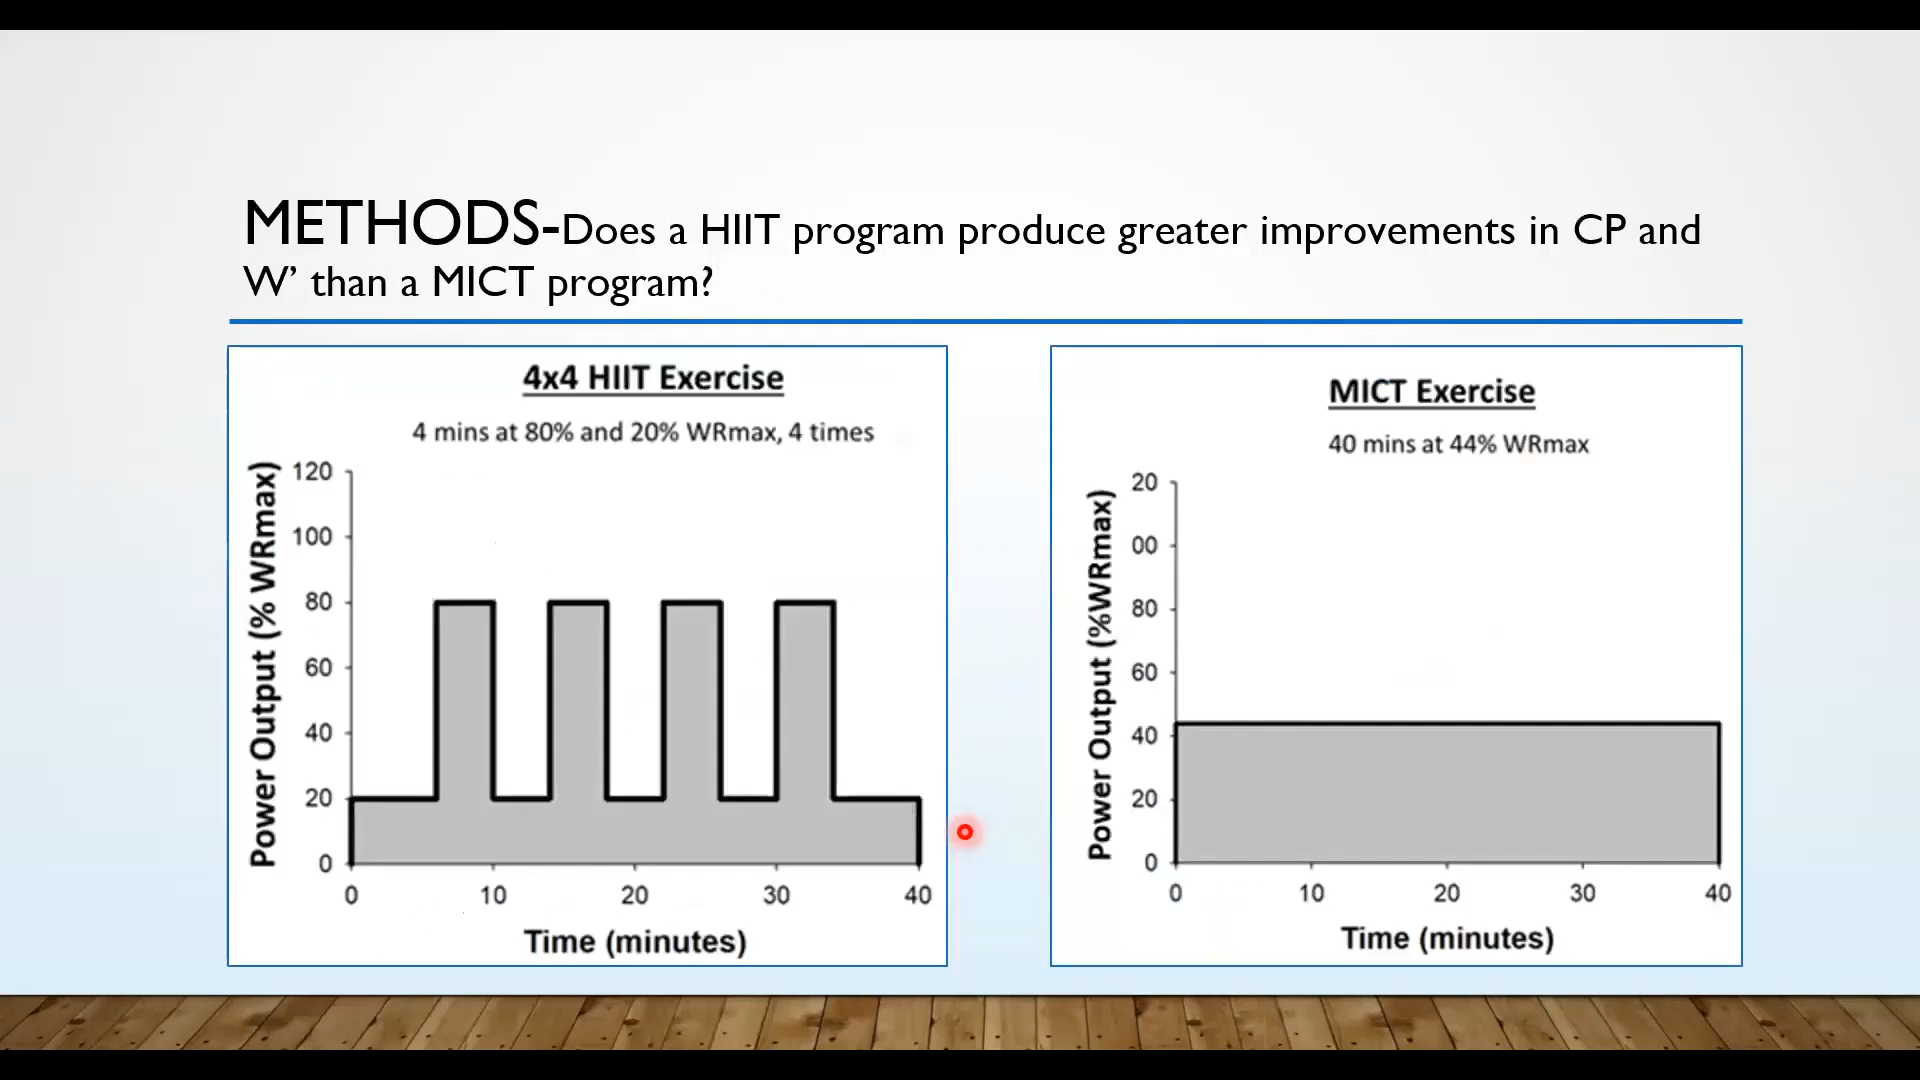 METHODS-Does a HIIT program produce greater improvements in CP and
W’ than a MICT program?
4x4 HIIT Exercise
4 mins at 80% and 20% WRmax, 4 times
Power Output (% WRmax)
120
100
80
60
40
20
0
0 10 20 30 40
Time (minutes)
MICT Exercise
40 mins at 44% WRmax
Power Output (%WRmax)
20
00
80
60
40
20
0
0 10 20 30 40
Time (minutes)